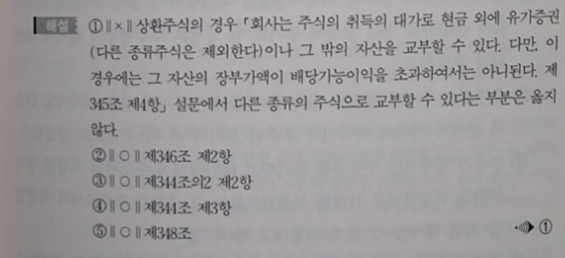 해설 ①∥×∥상환주식의 경우 「회사는 주식의 취득의 대가로 현금 외에 유가증권
(다른 종류주식은 제외한다)이나 그 밖의 자산을 교부할 수 있다. 다만, 이
경우에는 그 자산의 장부가액이 배당가능이익을 초과하여서는 아니된다. 제
345조 제4항」 설문에서 다른 종류의 주식으로 교부할 수 있다는 부분은 옳지
않다.
②∥○∥제346조 제2항
③∥○∥제344조의2 제2항
④∥○∥제344조 제3항
⑤∥○∥제348조 ①